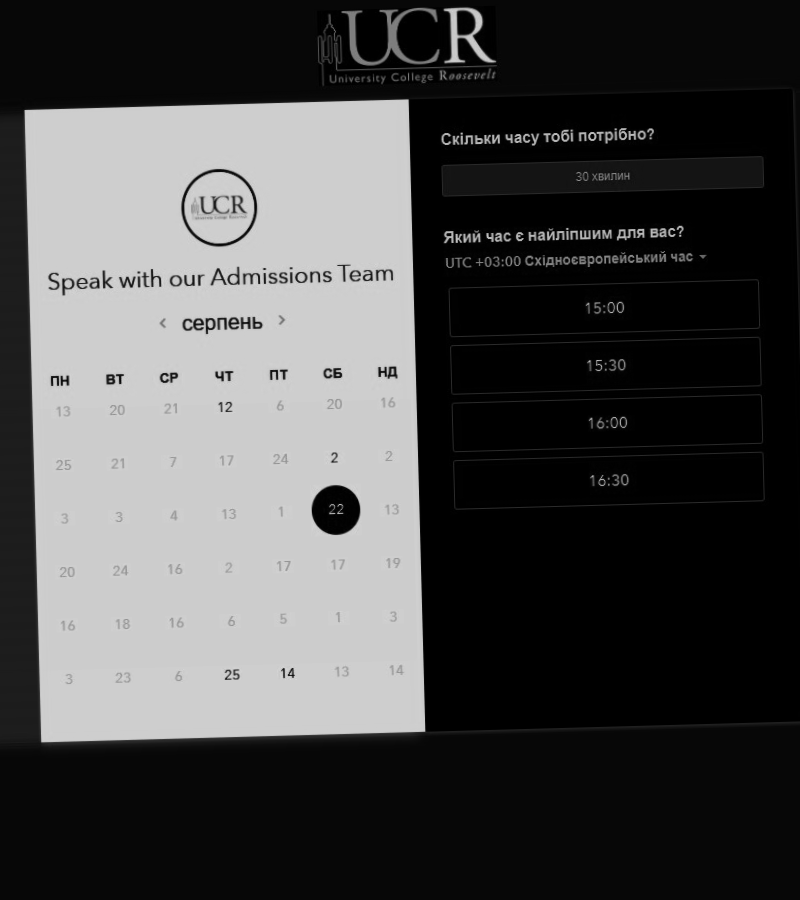 UCR
University College Roosevelt
UCR
University College Roosevelt
Speak with our Admissions Team
серпень
ПН ВТ СР ЧТ ПТ СБ НД
13 20 21 12 6 20 16
25 21 7 17 24 2 2
3 3 4 13 1 22 13
20 24 16 2 17 17 19
16 18 16 6 5 1 3
3 23 6 25 14 13 14
Скільки часу тобі потрібно?
30 хвилин
Який час є найліпшим для вас?
UTC +03:00 Східноєвропейський час
15:00
15:30
16:00
16:30